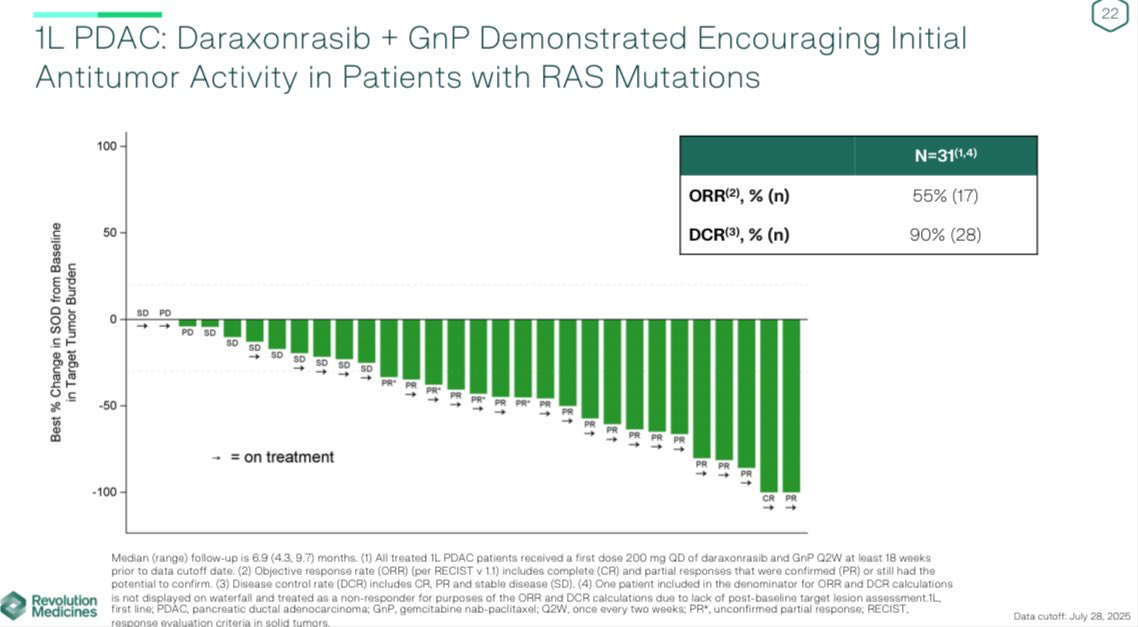 22
1L PDAC: Daraxonrasib + GnP Demonstrated Encouraging Initial
Antitumor Activity in Patients with RAS Mutations
N=31(1,4)
ORR(2), % (n) 55% (17)
DCR(3), % (n) 90% (28)
Best % Change in SOD from Baseline
in Target Tumor Burden
100
50
0
-50
-100
SD PD PD SD SD SD SD SD SD SD SD PR* PR PR* PR PR* PR PR* PR PR PR PR PR PR PR PR PR PR CR PR
→ = on treatment
Median (range) follow-up is 6.9 (4.3, 9.7) months. (1) All treated 1L PDAC patients received a first dose 200 mg QD of daraxonrasib and GnP Q2W at least 18 weeks
prior to data cutoff date. (2) Objective response rate (ORR) (per RECIST v 1.1) includes complete (CR) and partial responses that were confirmed (PR) or still had the
potential to confirm. (3) Disease control rate (DCR) includes CR, PR and stable disease (SD). (4) One patient included in the denominator for ORR and DCR calculations
is not displayed on waterfall and treated as a non-responder for purposes of the ORR and DCR calculations due to lack of post-baseline target lesion assessment.1L,
first line; PDAC, pancreatic ductal adenocarcinoma; GnP, gemcitabine nab-paclitaxel; Q2W, once every two weeks; PR*, unconfirmed partial response; RECIST,
response evaluation criteria in solid tumors.
Revolution
Medicines
Data cutoff: July 28, 2025